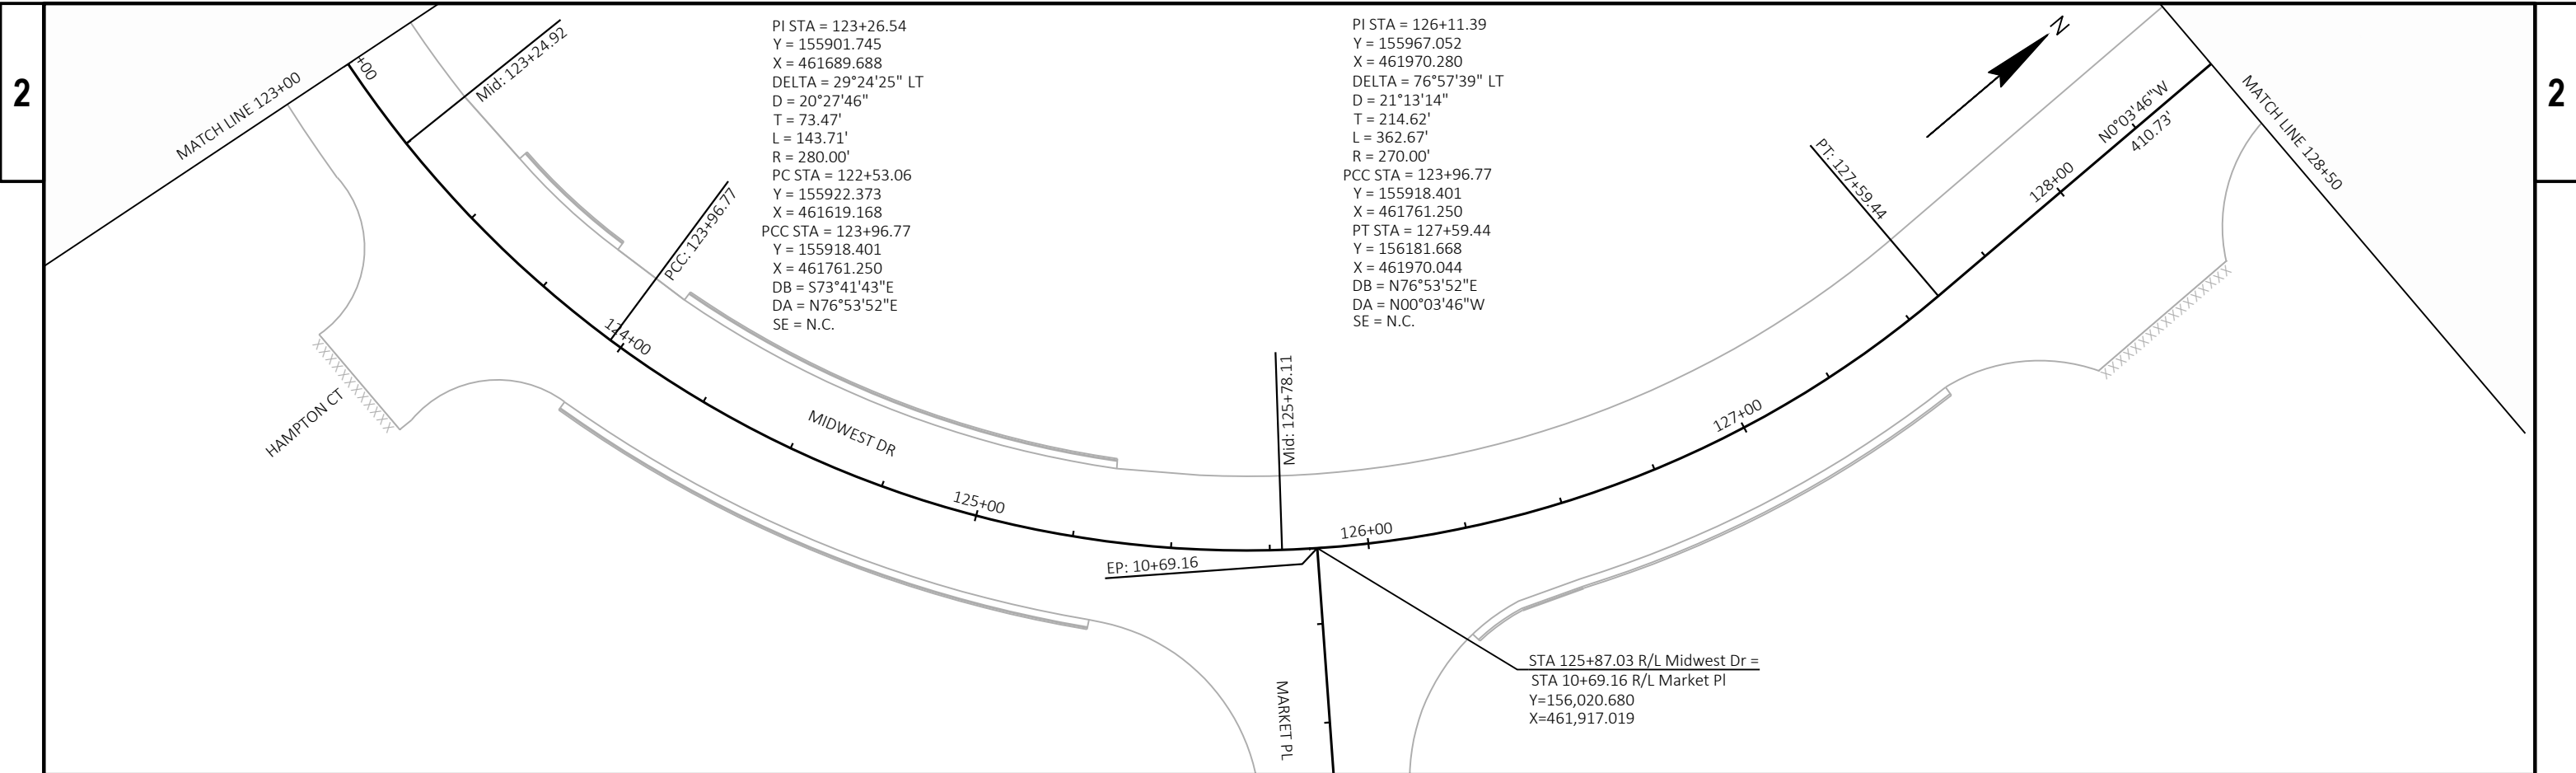 2
MATCH LINE 123+00
+00
Mid: 123+24.92
PI STA = 123+26.54
Y = 155901.745
X = 461689.688
DELTA = 29°24'25" LT
D = 20°27'46"
T = 73.47'
L = 143.71'
R = 280.00'
PC STA = 122+53.06
Y = 155922.373
X = 461619.168
PCC STA = 123+96.77
Y = 155918.401
X = 461761.250
DB = S73°41'43"E
DA = N76°53'52"E
SE = N.C.
PI STA = 126+11.39
Y = 155967.052
X = 461970.280
DELTA = 76°57'39" LT
D = 21°13'14"
T = 214.62'
L = 362.67'
R = 270.00'
PCC STA = 123+96.77
Y = 155918.401
X = 461761.250
PT STA = 127+59.44
Y = 156181.668
X = 461970.044
DB = N76°53'52"E
DA = N00°03'46"W
SE = N.C.
N
N0°03'46"W
410.73'
MATCH LINE 128+50
2
PCC: 123+96.77
PT: 127+59.44
128+00
124+00
HAMPTON CT
MIDWEST DR
Mid: 125+78.11
127+00
125+00
126+00
EP: 10+69.16
STA 125+87.03 R/L Midwest Dr =
STA 10+69.16 R/L Market Pl
Y=156,020.680
X=461,917.019
MARKET PL